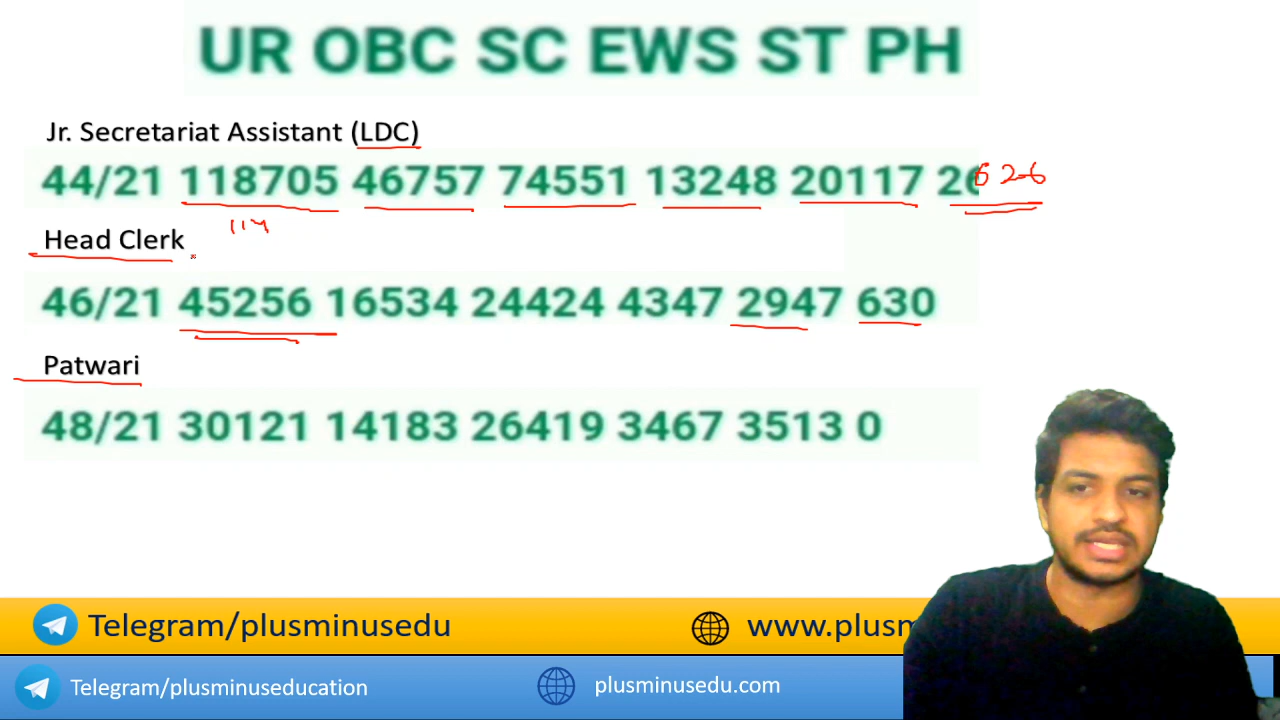 UR OBC SC EWS ST PH
Jr. Secretariat Assistant (LDC)
44/21 118705 46757 74551 13248 20117 26 626
114
Head Clerk
46/21 45256 16534 24424 4347 2947 630
Patwari
48/21 30121 14183 26419 3467 3513 0
Telegram/plusminusedu www.plusm
Telegram/plusminuseducation plusminusedu.com